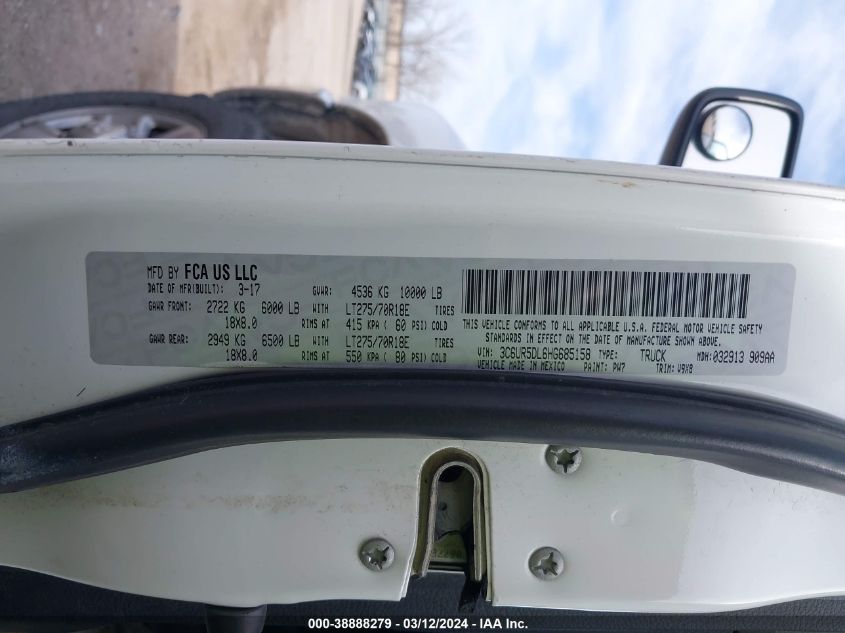 MFD BY FCA US LLC
DATE OF MFR(BUILT): 3-17 GVWR: 4536 KG 10000 LB
GAWR FRONT: 2722 KG 6000 LB WITH LT275/70R18E TIRES
18X8.0 RIMS AT 415 KPA ( 60 PSI) COLD
GAWR REAR: 2949 KG 6500 LB WITH LT275/70R18E TIRES
18X8.0 RIMS AT 550 KPA ( 80 PSI) COLD
THIS VEHICLE CONFORMS TO ALL APPLICABLE U.S.A. FEDERAL MOTOR VEHICLE SAFETY
STANDARDS IN EFFECT ON THE DATE OF MANUFACTURE SHOWN ABOVE.
VIN: 3C6UR5DL6HG685158 TYPE: TRUCK MDH:032913 909AA
VEHICLE MADE IN MEXICO PAINT: PW7 TRIM: V9X8
000-38888279 - 03/12/2024 - IAA Inc.